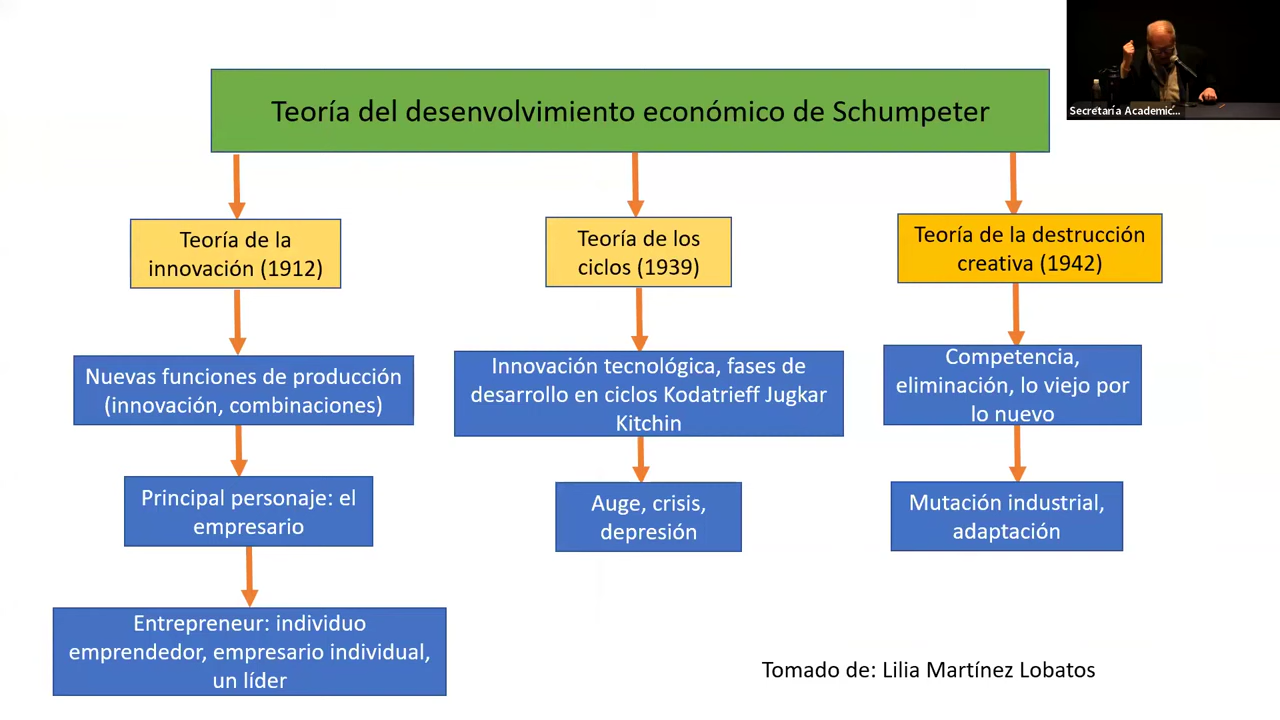 Teoría del desenvolvimiento económico de Schumpeter
Secretaría Academic...
Teoría de la
innovación (1912)
Nuevas funciones de producción
(innovación, combinaciones)
Principal personaje: el
empresario
Entrepreneur: individuo
emprendedor, empresario individual,
un líder
Teoría de los
ciclos (1939)
Innovación tecnológica, fases de
desarrollo en ciclos Kodatrieff Jugkar
Kitchin
Auge, crisis,
depresión
Teoría de la destrucción
creativa (1942)
Competencia,
eliminación, lo viejo por
lo nuevo
Mutación industrial,
adaptación
Tomado de: Lilia Martínez Lobatos